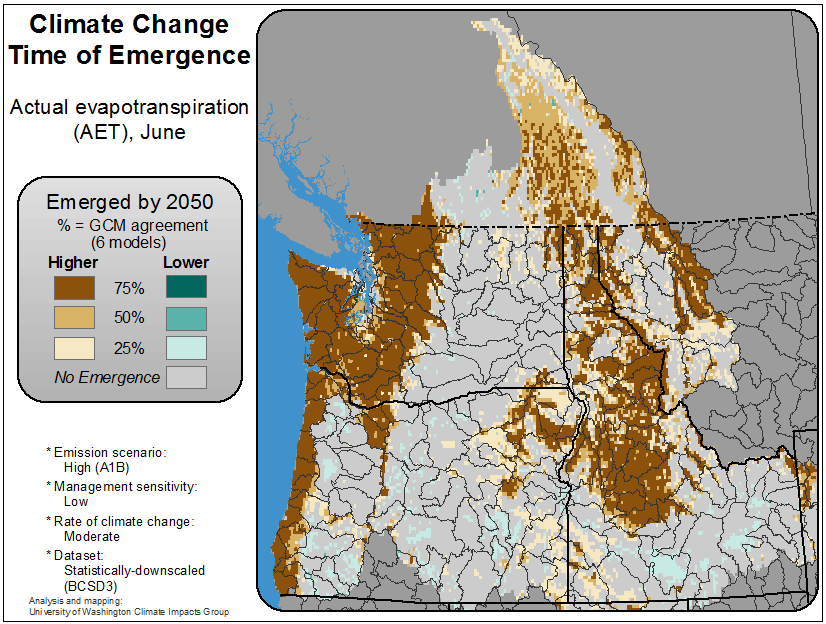 Climate Change
Time of Emergence
Actual evapotranspiration
(AET), June
Emerged by 2050
% = GCM agreement
(6 models)
Higher Lower
75%
50%
25%
No Emergence
* Emission scenario:
High (A1B)
* Management sensitivity:
Low
* Rate of climate change:
Moderate
* Dataset:
Statistically-downscaled
(BCSD3)
Analysis and mapping:
University of Washington Climate Impacts Group